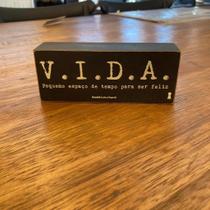 V.I.D.A.
Pequeno espaço de tempo para ser feliz